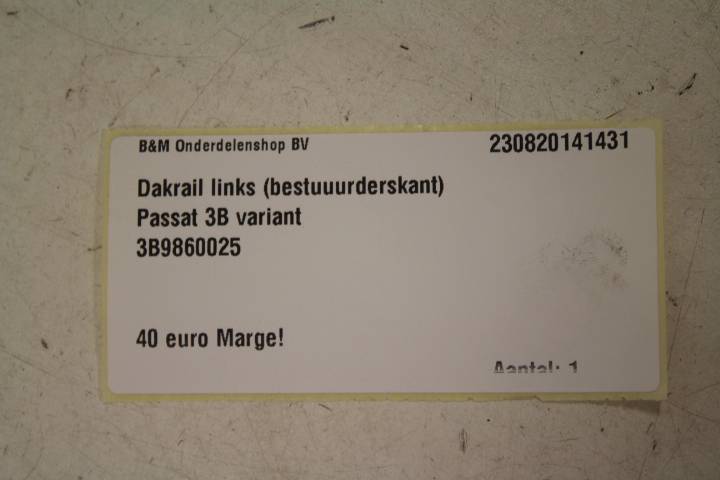 B&M Onderdelenshop BV
230820141431
Dakrail links (bestuuurderskant)
Passat 3B variant
3B9860025
40 euro Marge!
Aantal: 1